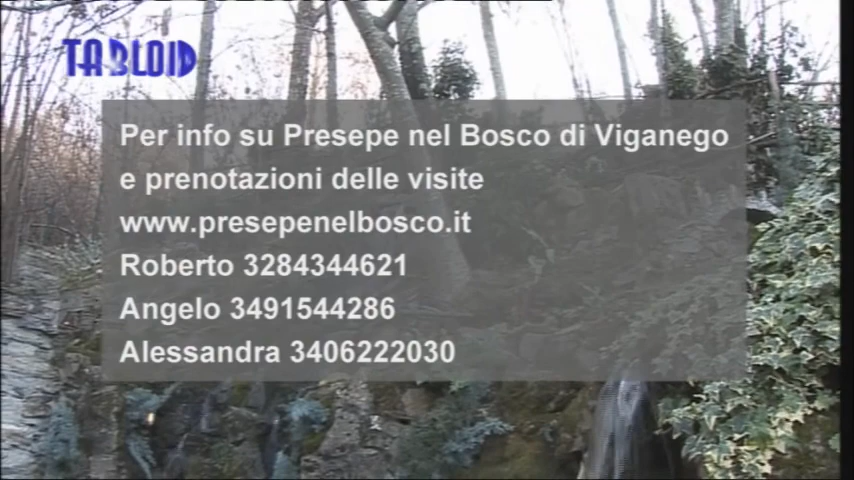 TABLOID
Per info su Presepe nel Bosco di Viganego
e prenotazioni delle visite
www.presepenelbosco.it
Roberto 3284344621
Angelo 3491544286
Alessandra 3406222030